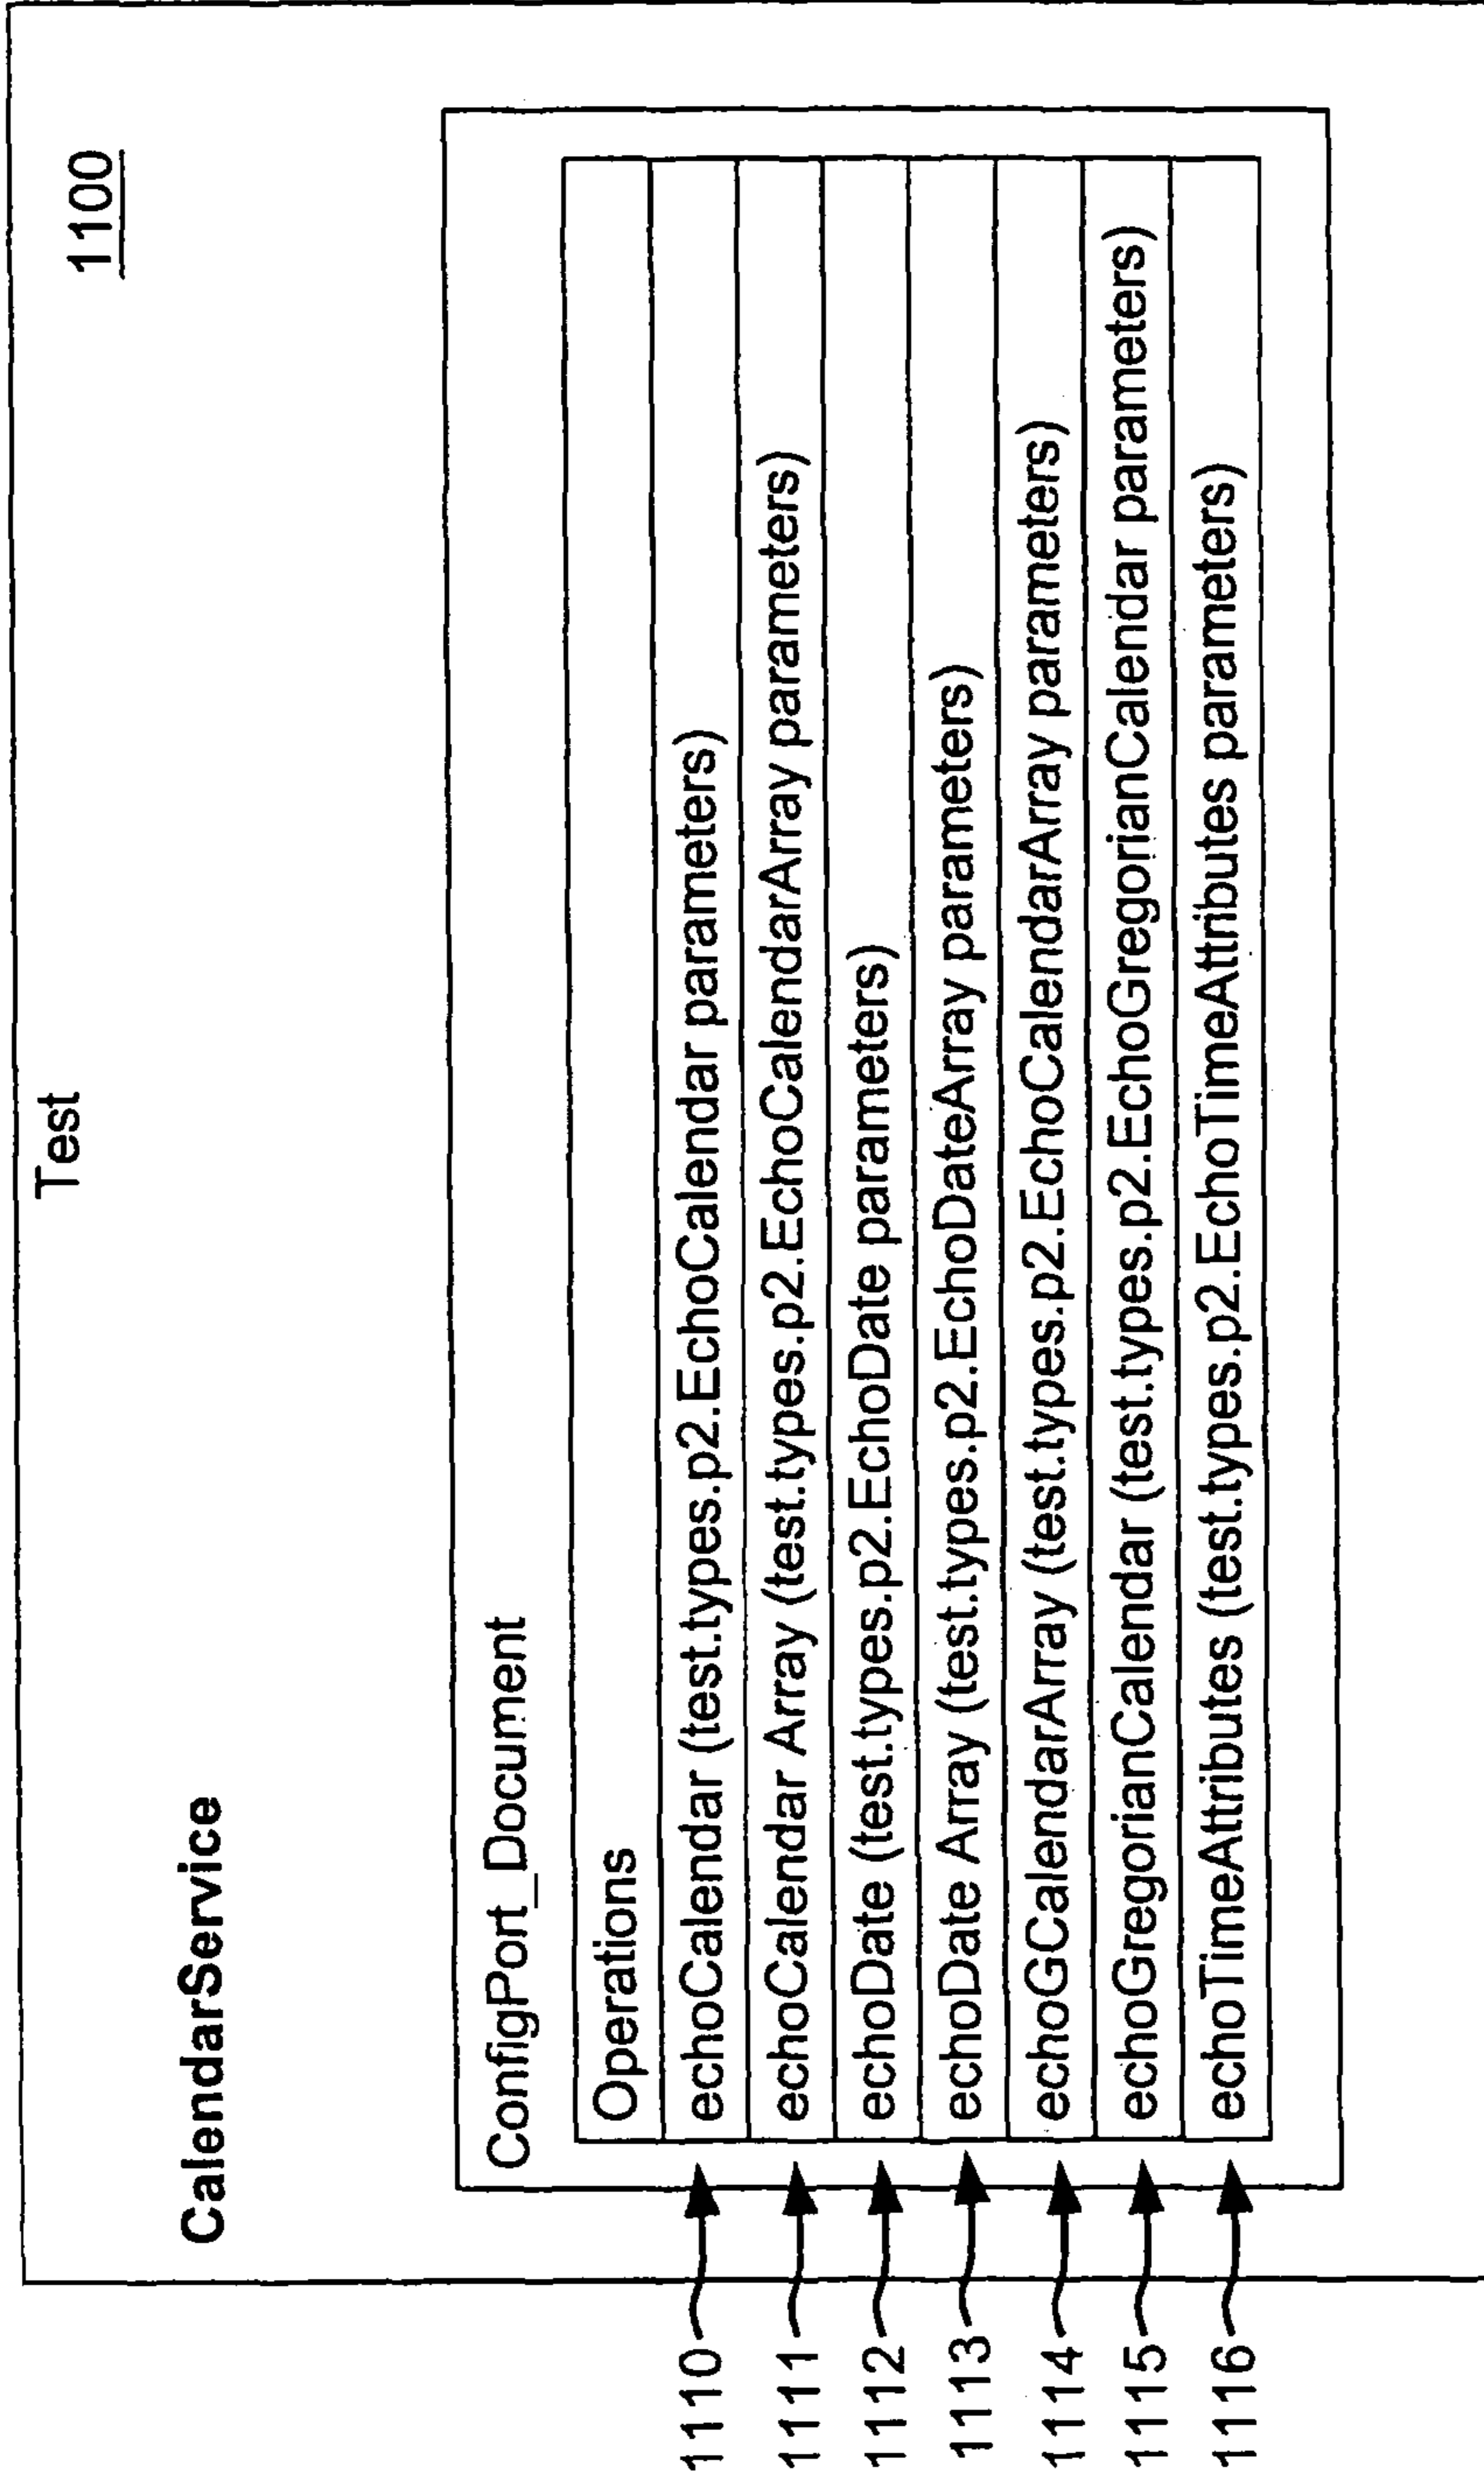 Test
1100
CalendarService
ConfigPort_Document
Operations
1110 echoCalendar (test.types.p2.EchoCalendar parameters)
1111 echoCalendar Array (test.types.p2.EchoCalendarArray parameters)
1112 echoDate (test.types.p2.EchoDate parameters)
1113 echoDate Array (test.types.p2.EchoDateArray parameters)
1114 echoGCalendarArray (test.types.p2.EchoCalendarArray parameters)
1115 echoGregorianCalendar (test.types.p2.EchoGregorianCalendar parameters)
1116 echoTimeAttributes (test.types.p2.EchoTimeAttributes parameters)